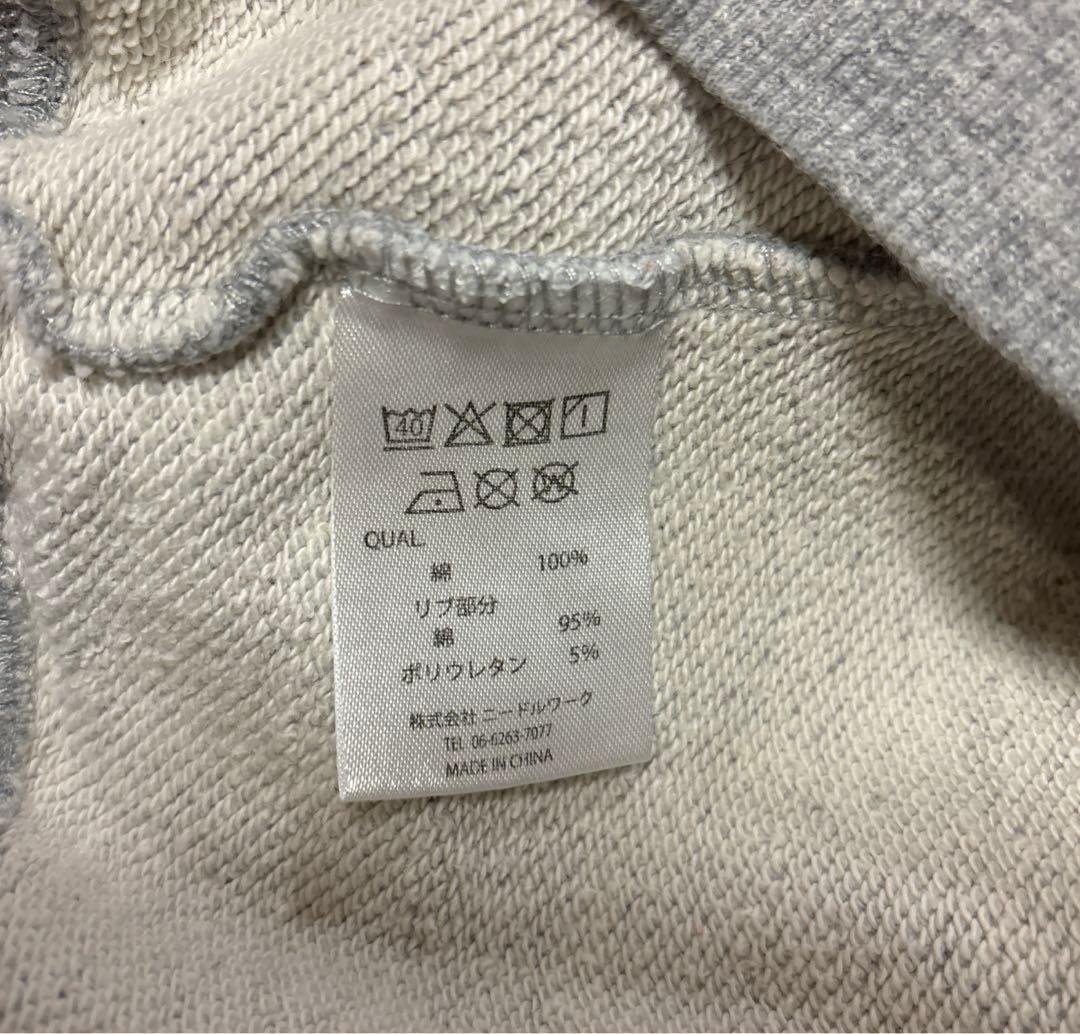 40
QUAL.
綿 100%
リブ部分
綿 95%
ポリウレタン 5%
株式会社 ニードルワーク
TEL 06-6263-7077
MADE IN CHINA